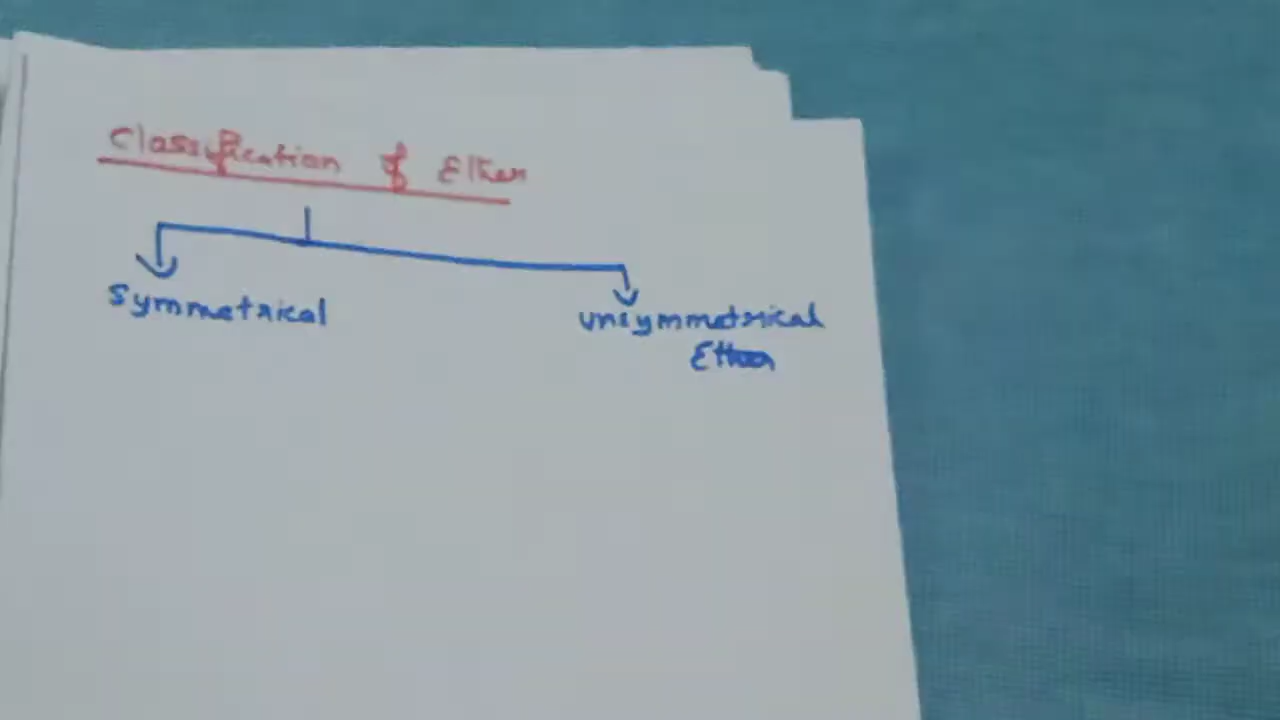 Classification of Ether
Symmetrical
unsymmetrical
Ether